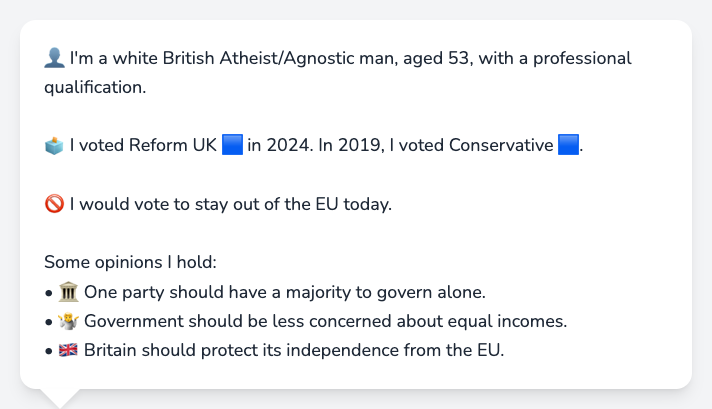 👤 I'm a white British Atheist/Agnostic man, aged 53, with a professional
qualification.
🗳️ I voted Reform UK 🟦 in 2024. In 2019, I voted Conservative 🟦.
🚫 I would vote to stay out of the EU today.
Some opinions I hold:
• 🏛️ One party should have a majority to govern alone.
• 🤷 Government should be less concerned about equal incomes.
• 🇬🇧 Britain should protect its independence from the EU.